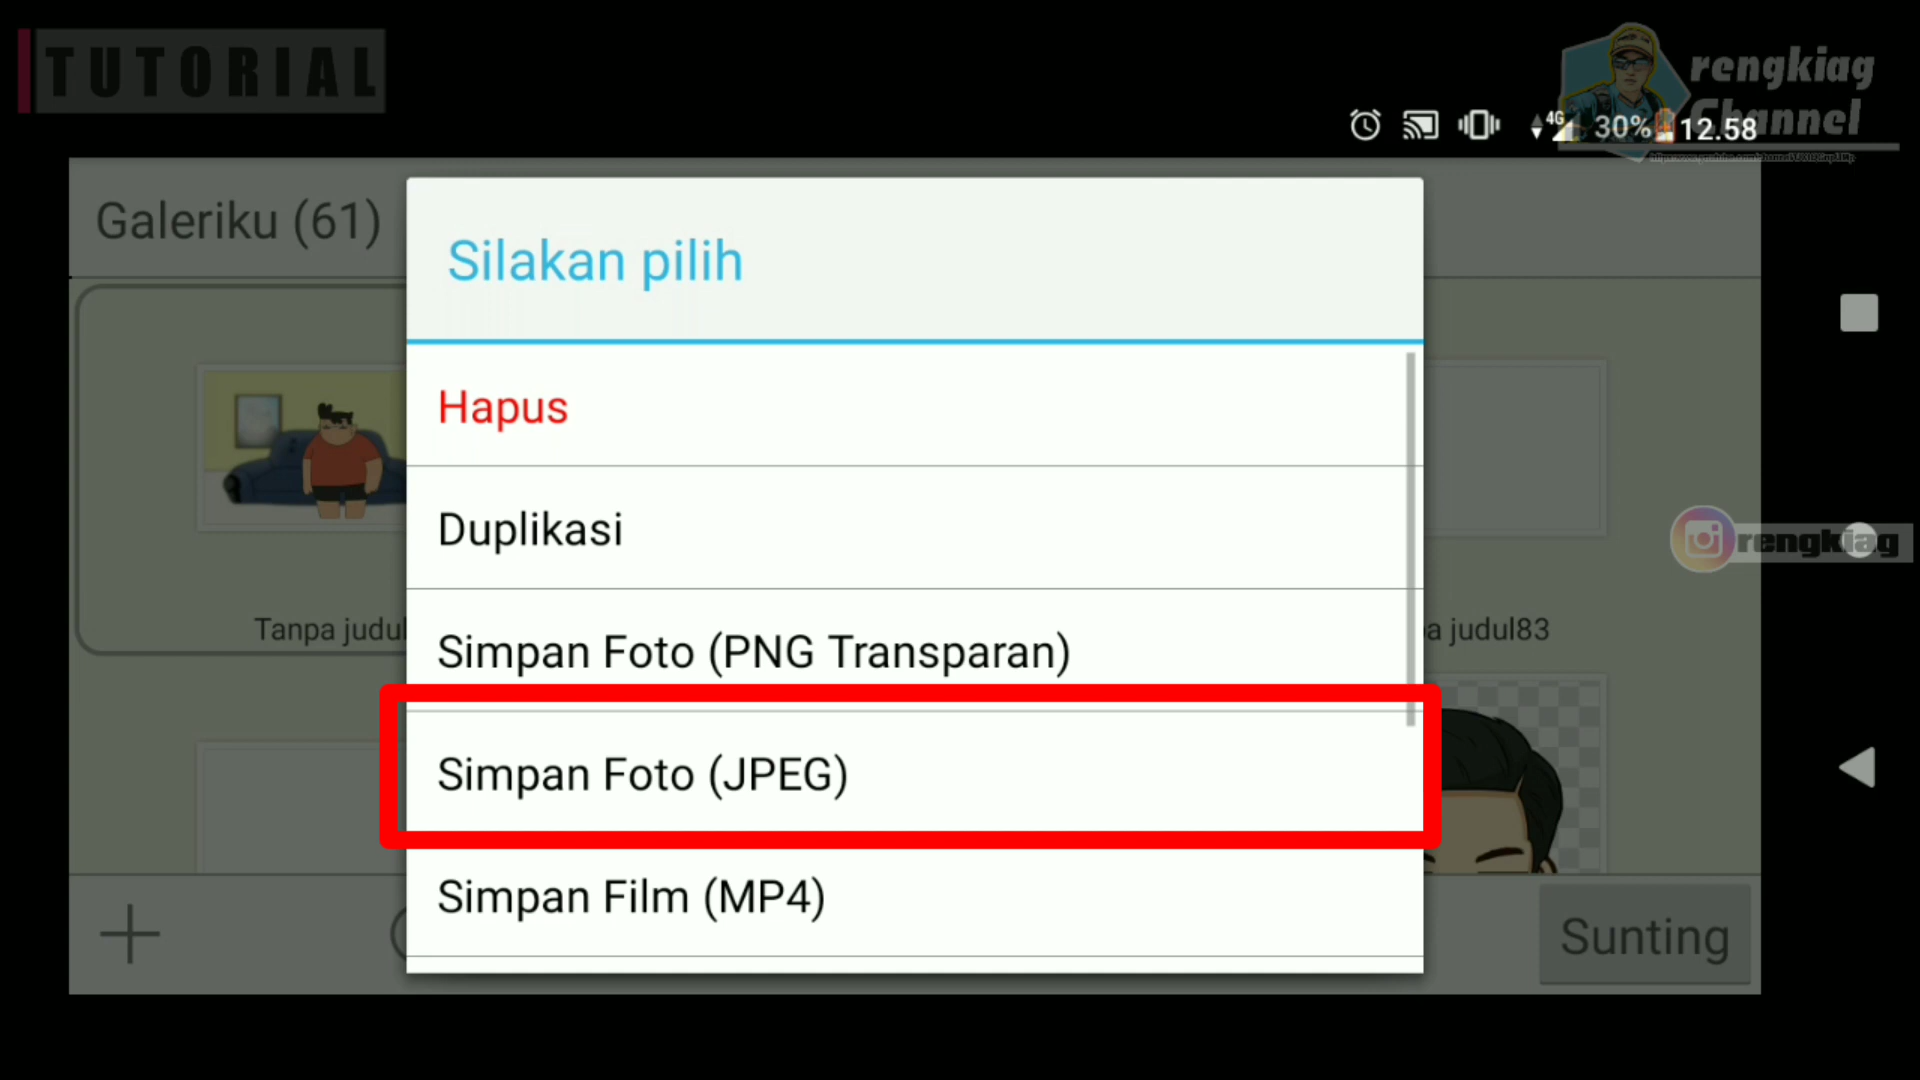 TUTORIAL
rengkiag
Channel
4G 30% 12.58
Galeriku (61)
Silakan pilih
Hapus
Duplikasi
Simpan Foto (PNG Transparan)
Simpan Foto (JPEG)
Simpan Film (MP4)
Tanpa judul
a judul83
rengkiag
Sunting